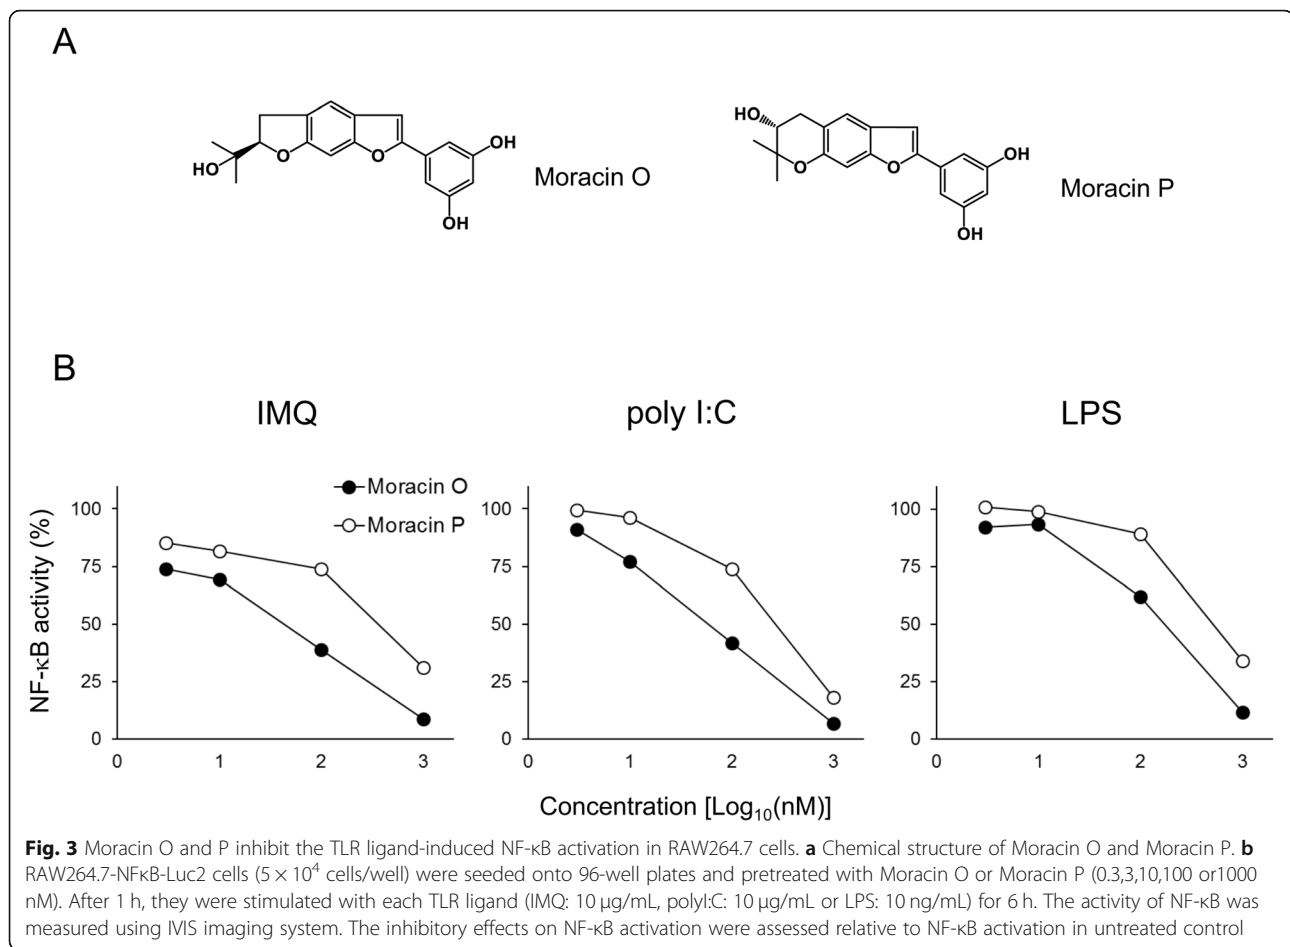 A
HO
O
O
OH
OH
Moracin O
HO
O
O
OH
OH
Moracin P
B
IMQ
poly I:C
LPS
Moracin O
Moracin P
NF-κB activity (%)
100
75
50
25
0
0 1 2 3
100
75
50
25
0
0 1 2 3
100
75
50
25
0
0 1 2 3
Concentration [Log₁₀(nM)]
Fig. 3 Moracin O and P inhibit the TLR ligand-induced NF-κB activation in RAW264.7 cells. a Chemical structure of Moracin O and Moracin P. b
RAW264.7-NFκB-Luc2 cells (5 × 10⁴ cells/well) were seeded onto 96-well plates and pretreated with Moracin O or Moracin P (0.3,3,10,100 or1000
nM). After 1 h, they were stimulated with each TLR ligand (IMQ: 10 μg/mL, polyI:C: 10 μg/mL or LPS: 10 ng/mL) for 6 h. The activity of NF-κB was
measured using IVIS imaging system. The inhibitory effects on NF-κB activation were assessed relative to NF-κB activation in untreated control